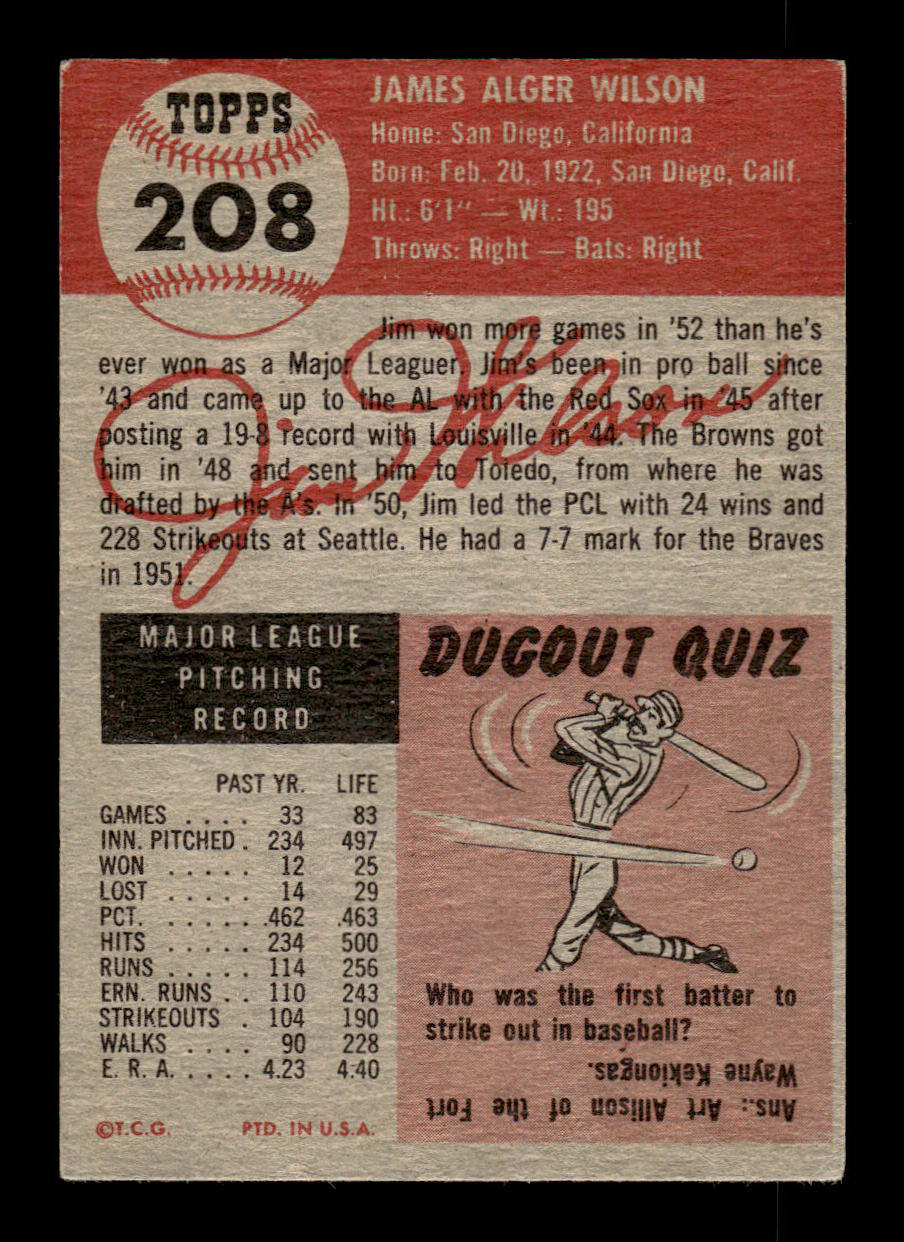 TOPPS
208
JAMES ALGER WILSON
Home: San Diego, California
Born: Feb. 20, 1922, San Diego, Calif.
Ht.: 6'1" — Wt.: 195
Throws: Right — Bats: Right
Jim won more games in '52 than he's
ever won as a Major Leaguer. Jim's been in pro ball since
'43 and came up to the AL with the Red Sox in '45 after
posting a 19-8 record with Louisville in '44. The Browns got
him in '48 and sent him to Toledo, from where he was
drafted by the A's. In '50, Jim led the PCL with 24 wins and
228 Strikeouts at Seattle. He had a 7-7 mark for the Braves
in 1951.
Jim Wilson
MAJOR LEAGUE
PITCHING
RECORD
PAST YR. LIFE
GAMES . . . . 33 83
INN. PITCHED . 234 497
WON . . . . . 12 25
LOST . . . . . 14 29
PCT. . . . . . .462 .463
HITS . . . . . 234 500
RUNS . . . . . 114 256
ERN. RUNS . . 110 243
STRIKEOUTS . 104 190
WALKS . . . . 90 228
E. R. A. . . . . 4.23 4.40
©T.C.G. PTD. IN U.S.A.
DUGOUT QUIZ
Who was the first batter to
strike out in baseball?
Ans.: Art Allison of the Fort
Wayne Kekiongas.